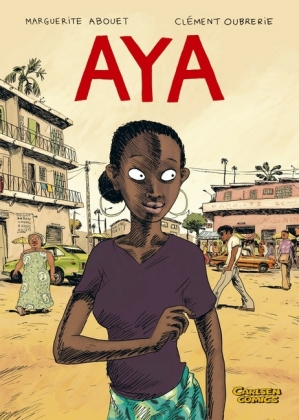 MARGUERITE ABOUET
CLÉMENT OUBRERIE
AYA
CARLSEN
COMICS